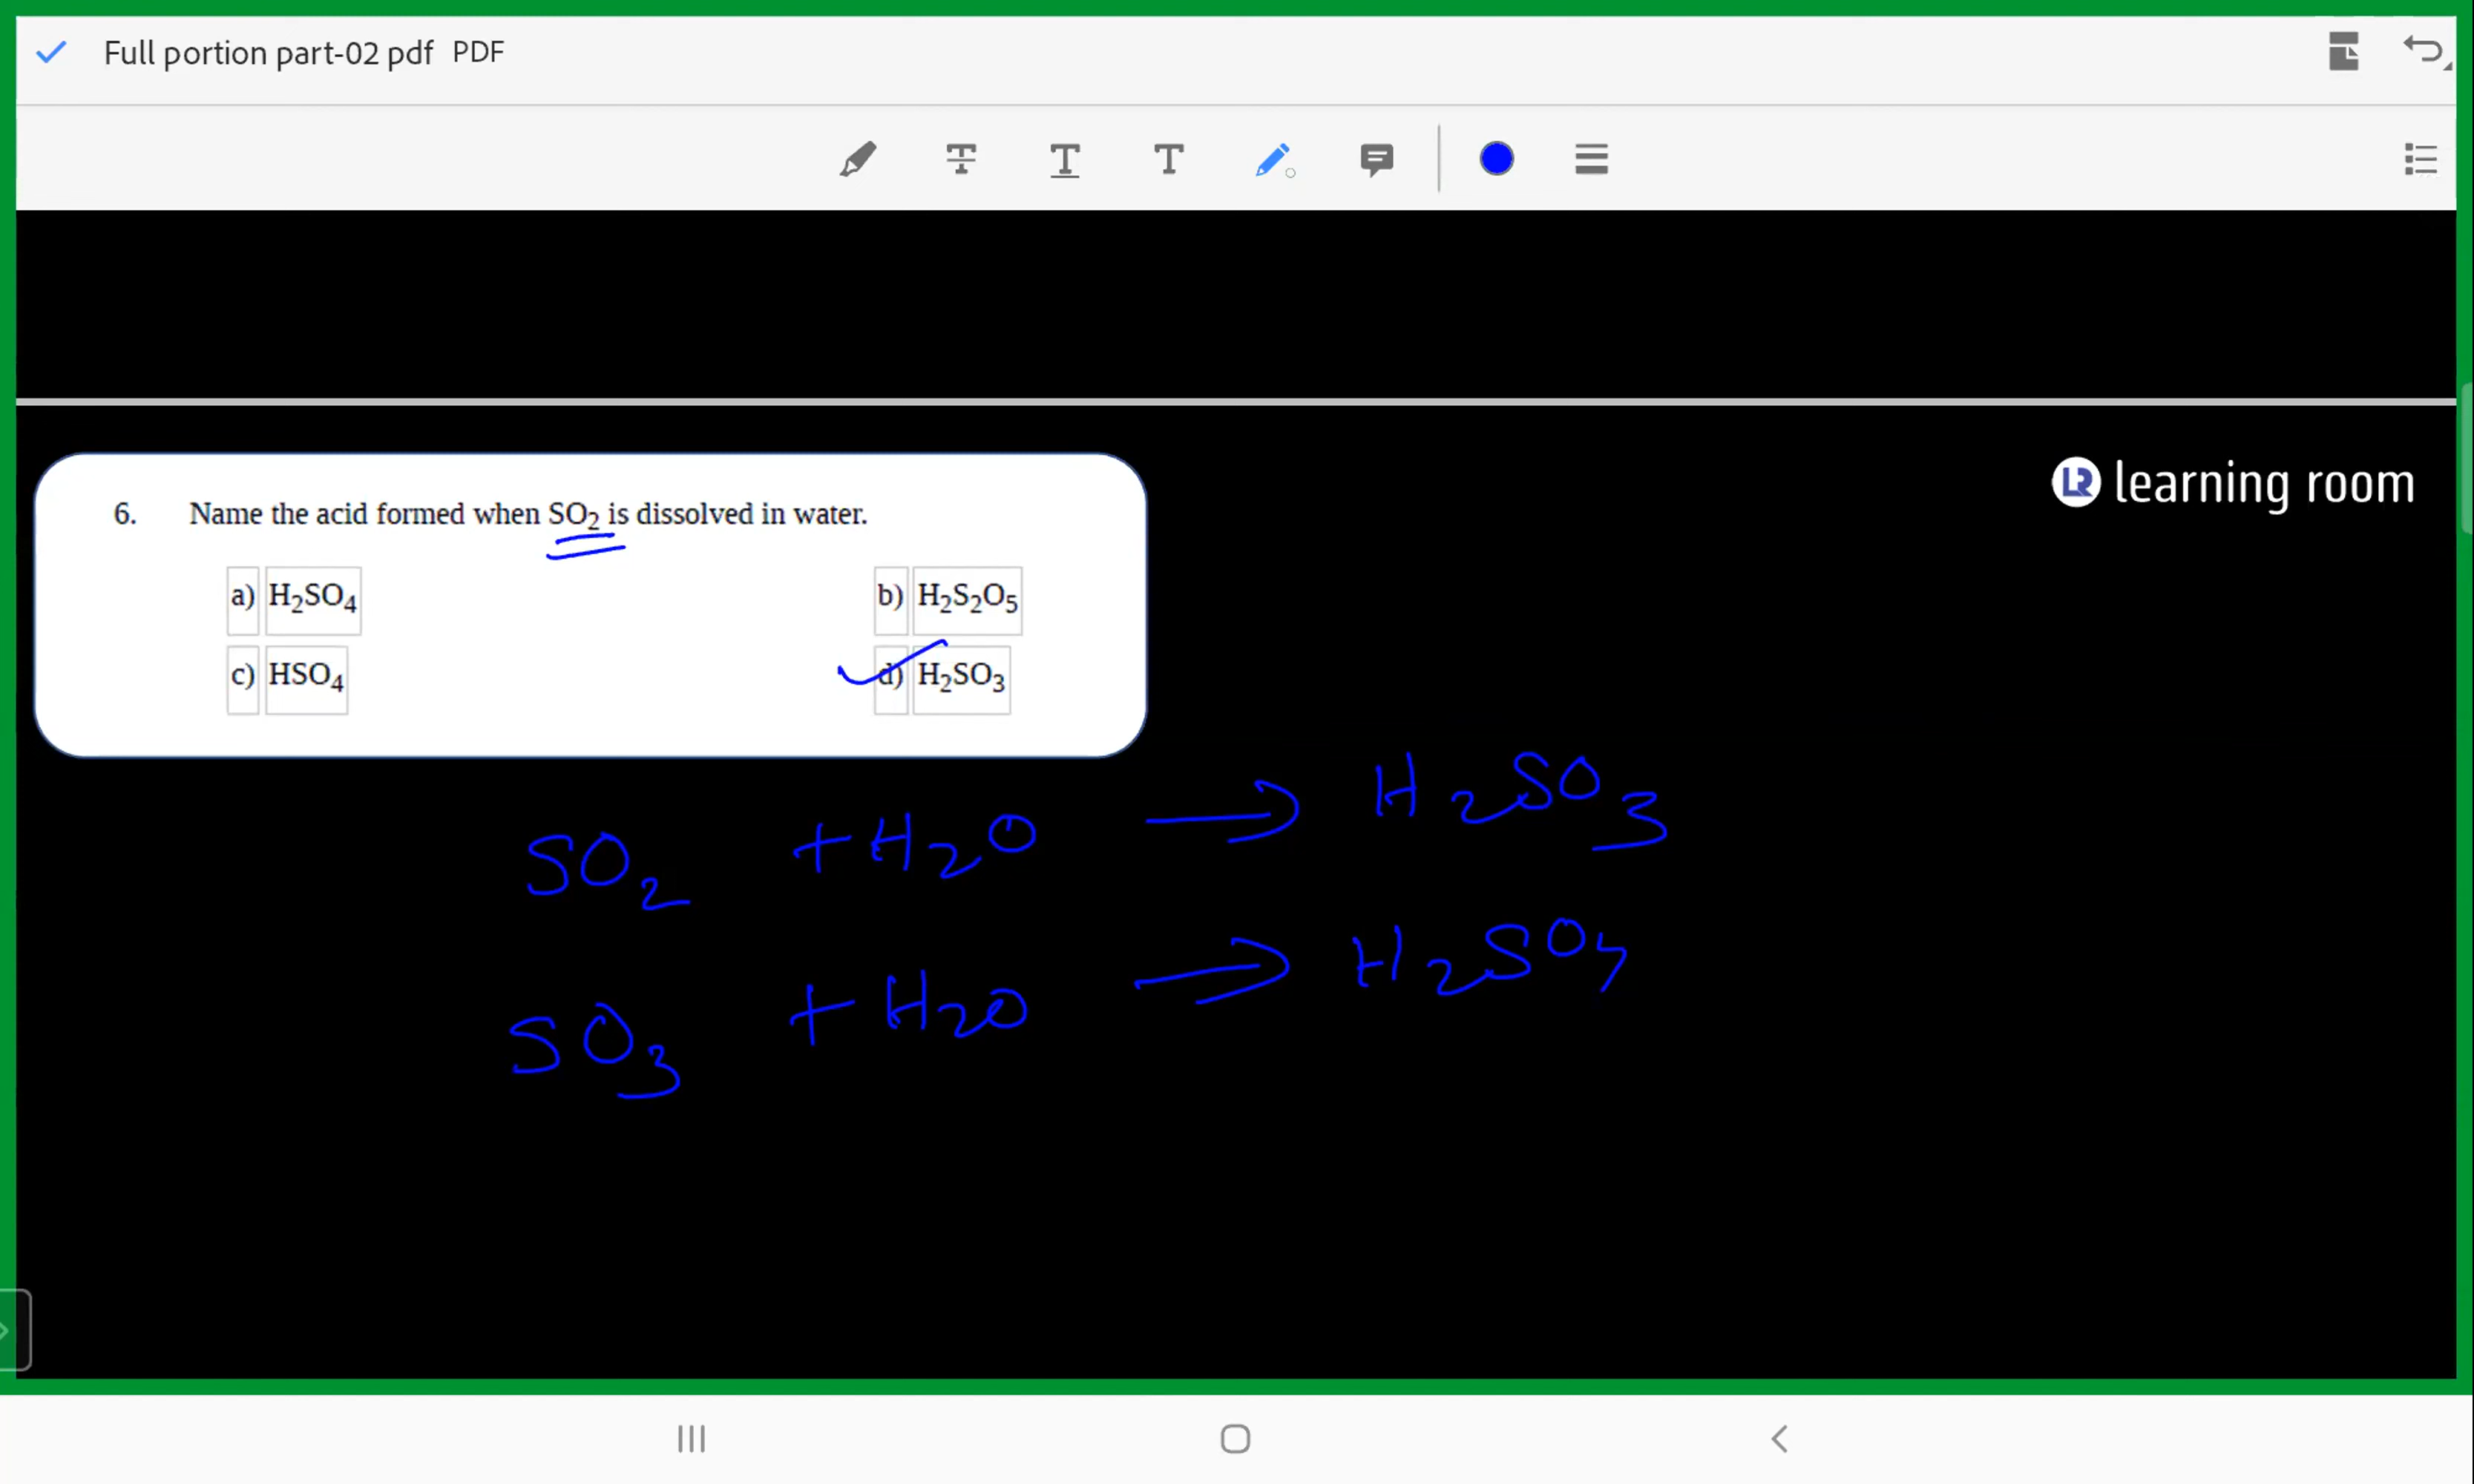 Full portion part-02 pdf PDF
learning room
6. Name the acid formed when SO₂ is dissolved in water.
a) H₂SO₄ b) H₂S₂O₅
c) HSO₄ d) H₂SO₃
SO₂ + H₂O → H₂SO₃
SO₃ + H₂O → H₂SO₄